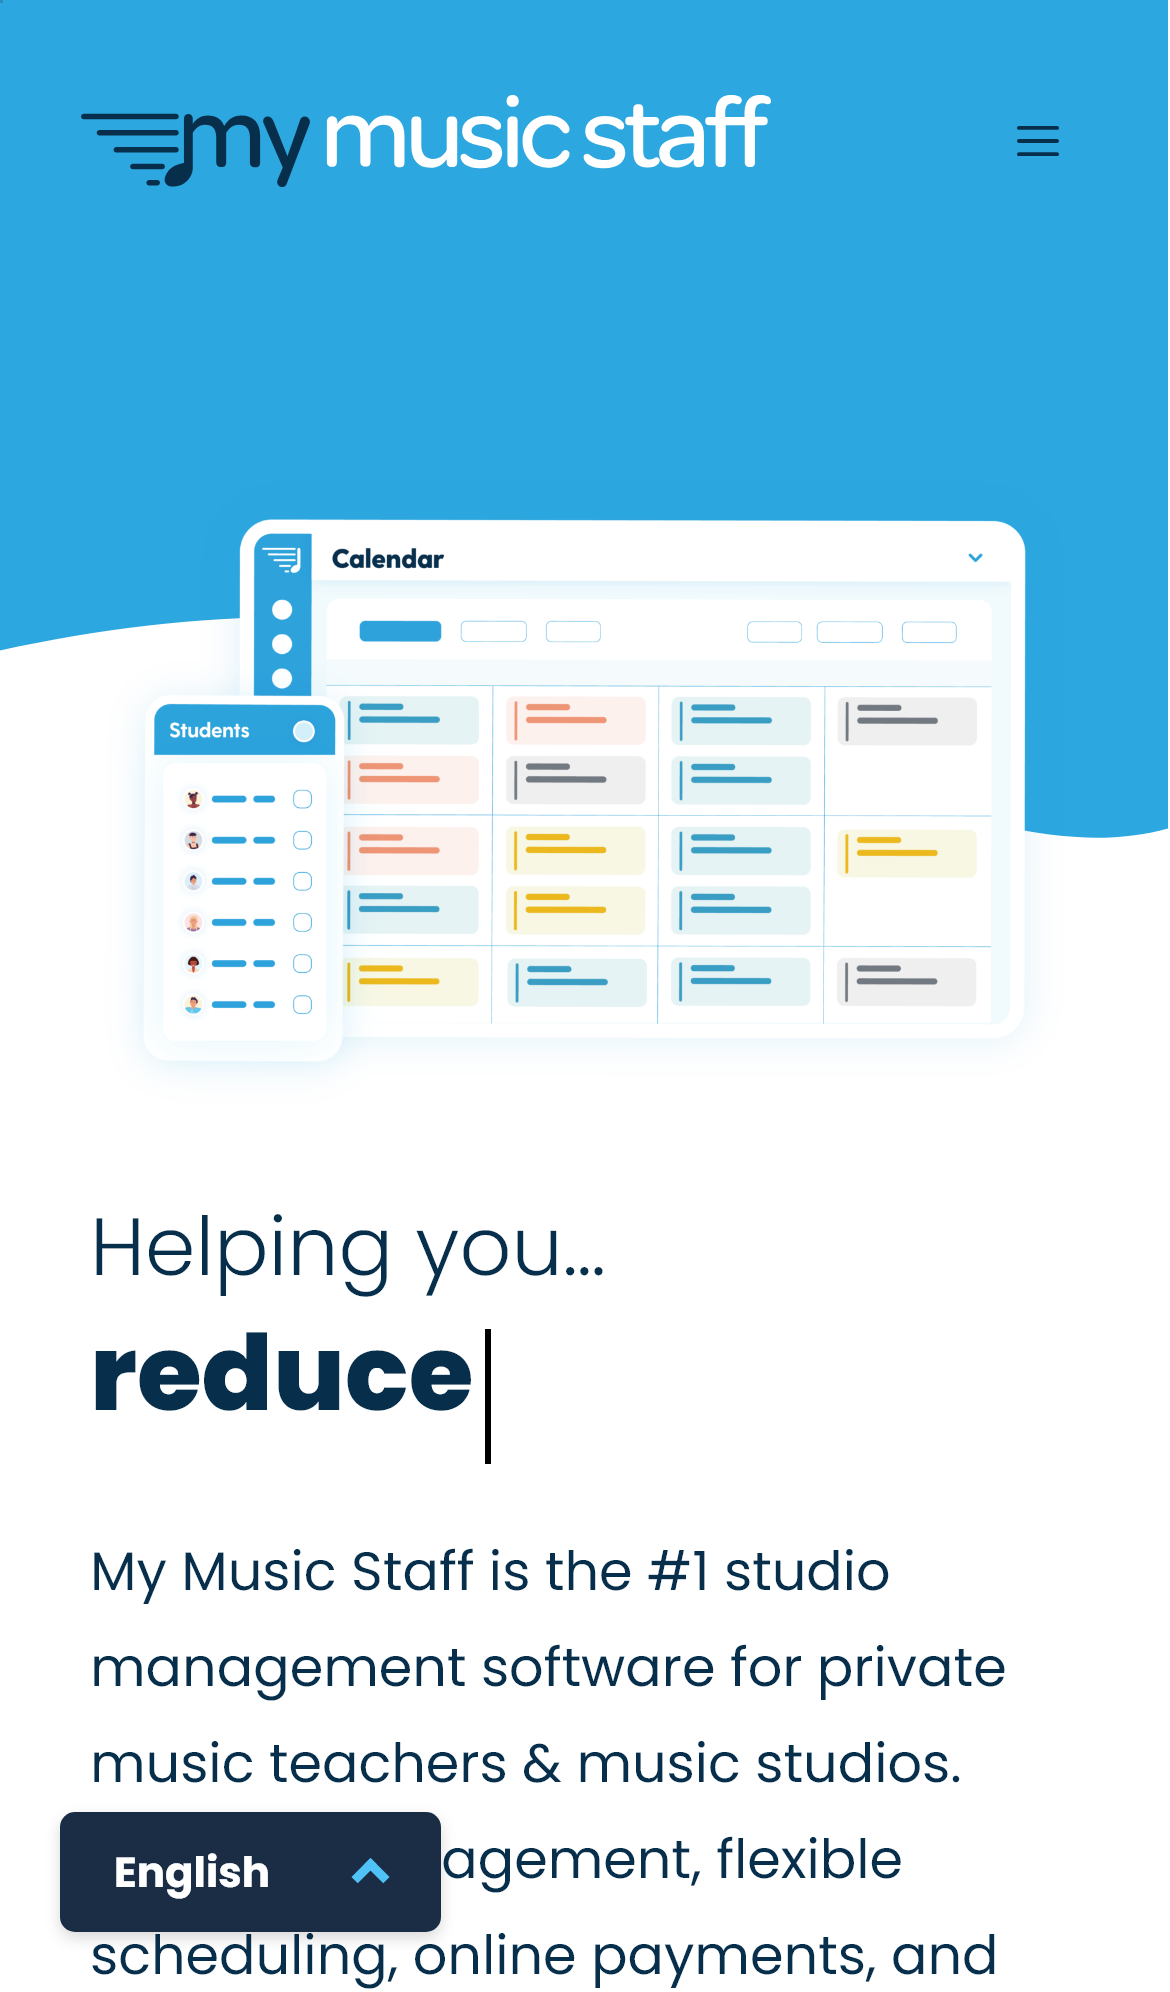 my music staff
Calendar
Students
Helping you...
reduce
My Music Staff is the #1 studio
management software for private
music teachers & music studios.
agement, flexible
English
scheduling, online payments, and